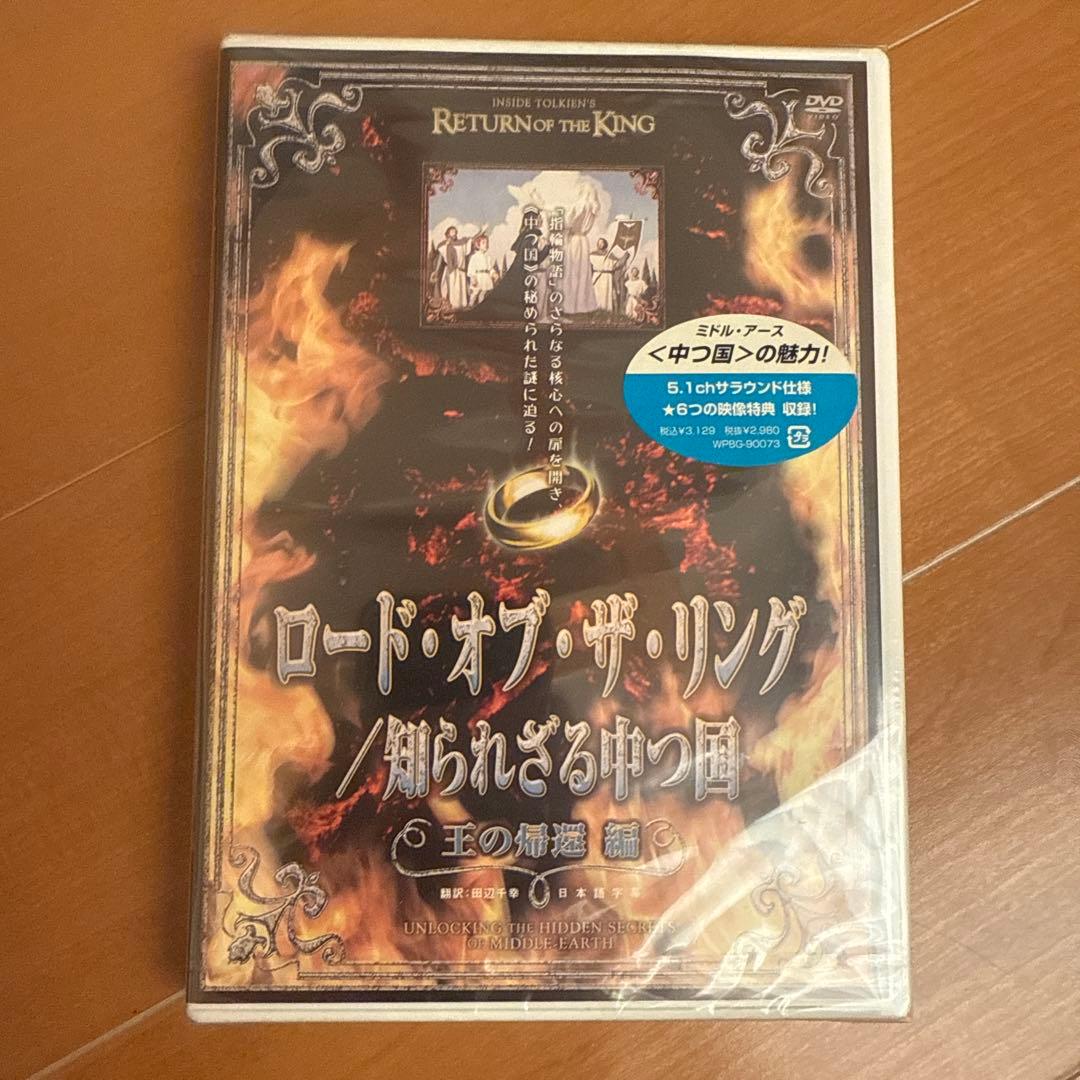 INSIDE TOLKIEN'S
RETURN OF THE KING
DVD
VIDEO
『指輪物語』のさらなる核心への扉を開き、
《中つ国》の秘められた謎に迫る!
ミドル・アース
<中つ国>の魅力!
5.1chサラウンド仕様
★6つの映像特典 収録!
税込¥3,129 税抜¥2,980
WPBG-90073
ロード・オブ・ザ・リング
/知られざる中つ国
王の帰還 編
翻訳:田辺千幸 日本語字幕
UNLOCKING THE HIDDEN SECRETS
OF MIDDLE-EARTH